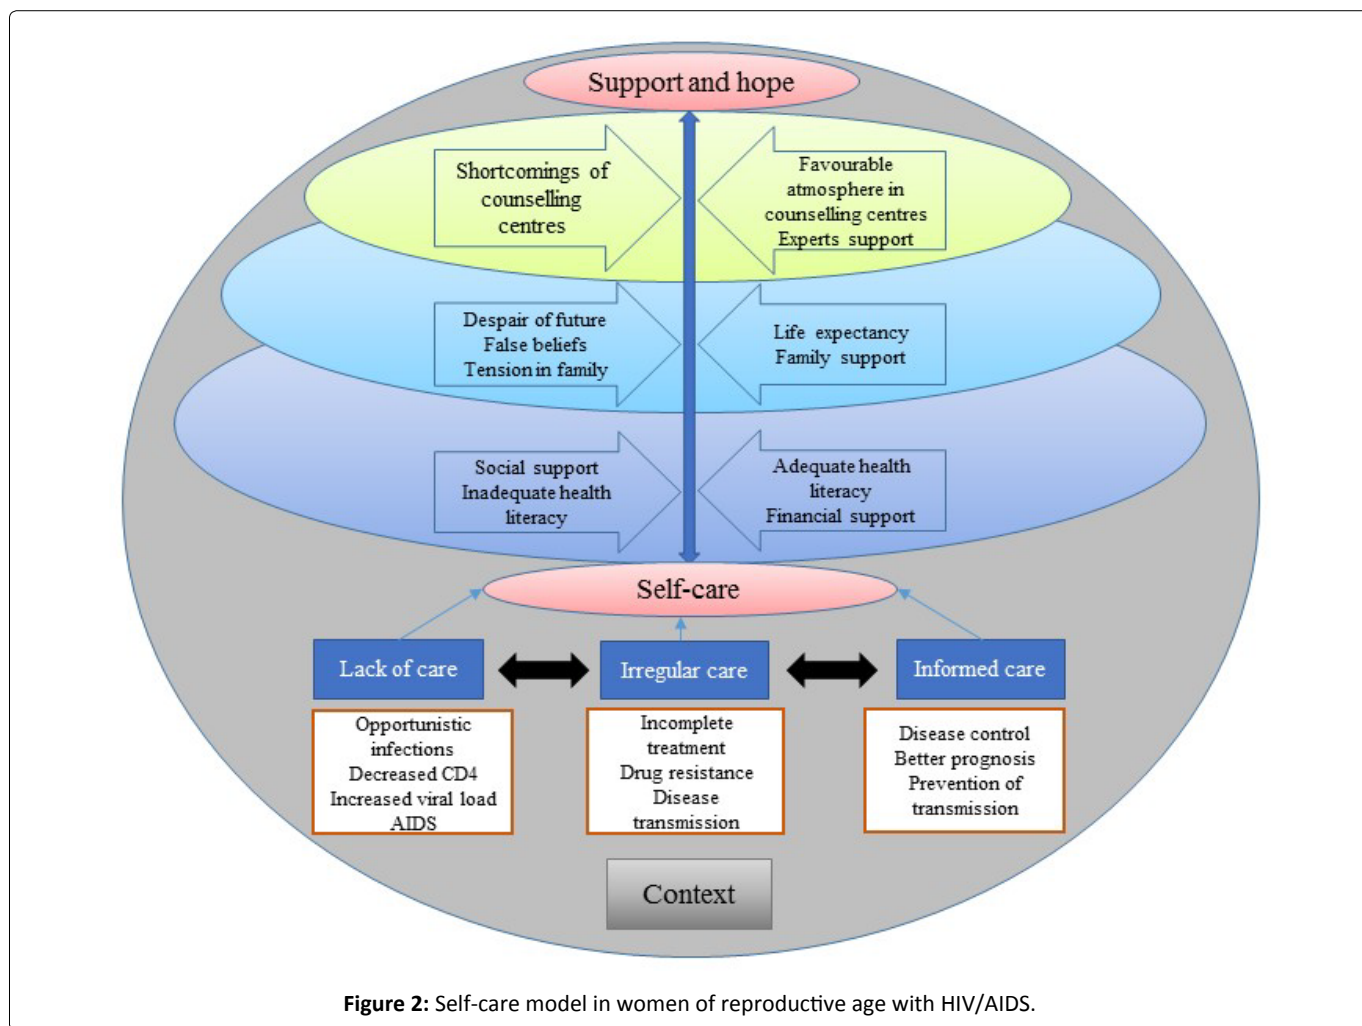 Support and hope
Shortcomings of
counselling
centres
Favourable
atmosphere in
counselling centres
Experts support
Despair of future
False beliefs
Tension in family
Life expectancy
Family support
Social support
Inadequate health
literacy
Adequate health
literacy
Financial support
Self-care
Lack of care
Irregular care
Informed care
Opportunistic
infections
Decreased CD4
Increased viral load
AIDS
Incomplete
treatment
Drug resistance
Disease
transmission
Disease control
Better prognosis
Prevention of
transmission
Context
Figure 2: Self-care model in women of reproductive age with HIV/AIDS.